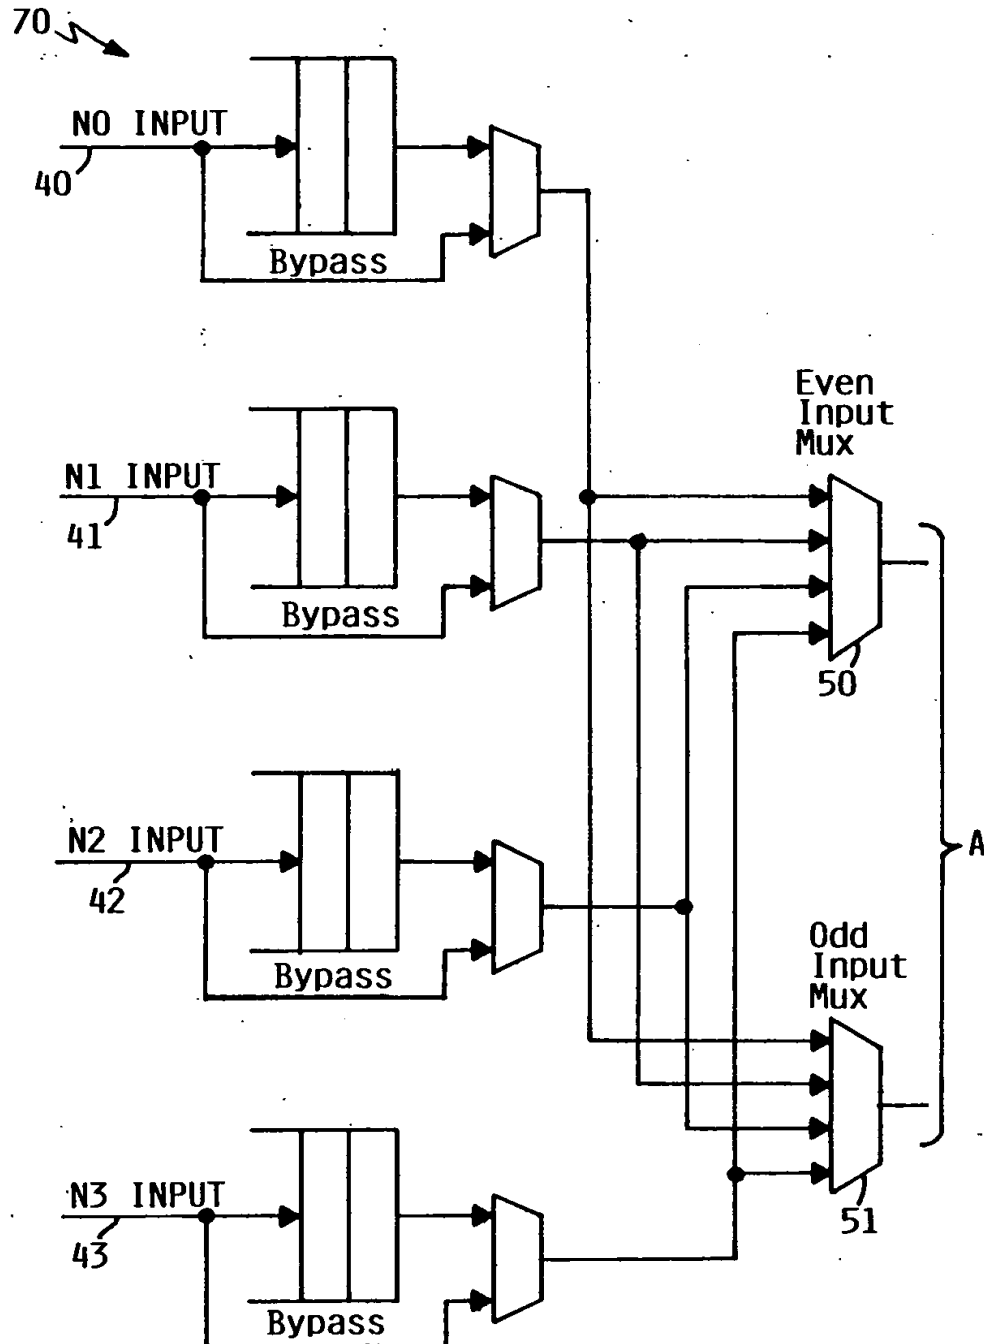 70
N0 INPUT
40
Bypass
Even
Input
Mux
N1 INPUT
41
Bypass
50
A
N2 INPUT
42
Bypass
Odd
Input
Mux
N3 INPUT
43
Bypass
51